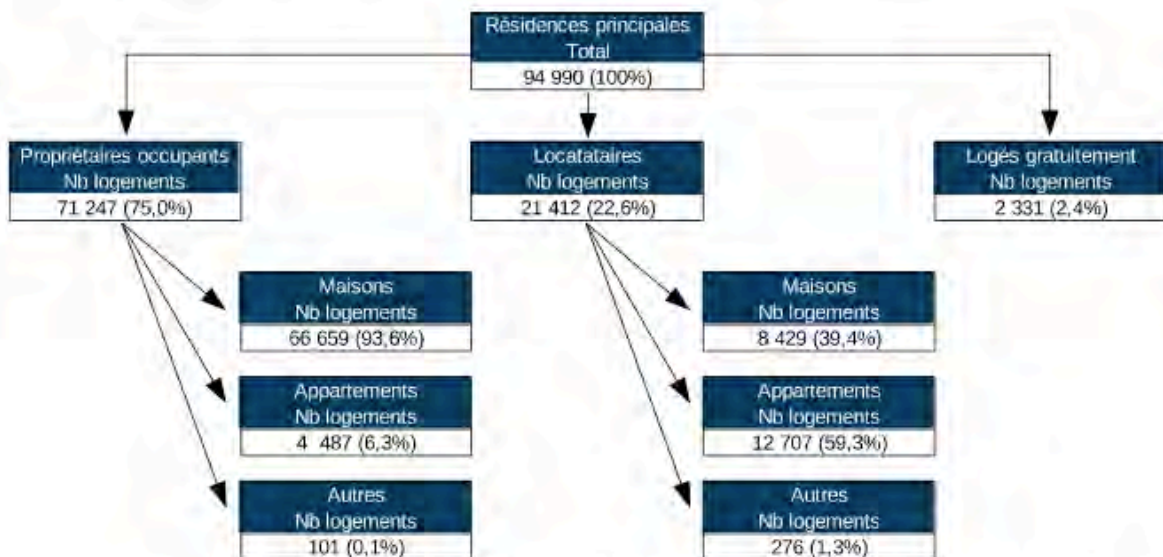 Résidences principales
Total
94 990 (100%)
Propriétaires occupants
Nb logements
71 247 (75,0%)
Locatataires
Nb logements
21 412 (22,6%)
Logés gratuitement
Nb logements
2 331 (2,4%)
Maisons
Nb logements
66 659 (93,6%)
Maisons
Nb logements
8 429 (39,4%)
Appartements
Nb logements
4 487 (6,3%)
Appartements
Nb logements
12 707 (59,3%)
Autres
Nb logements
101 (0,1%)
Autres
Nb logements
276 (1,3%)